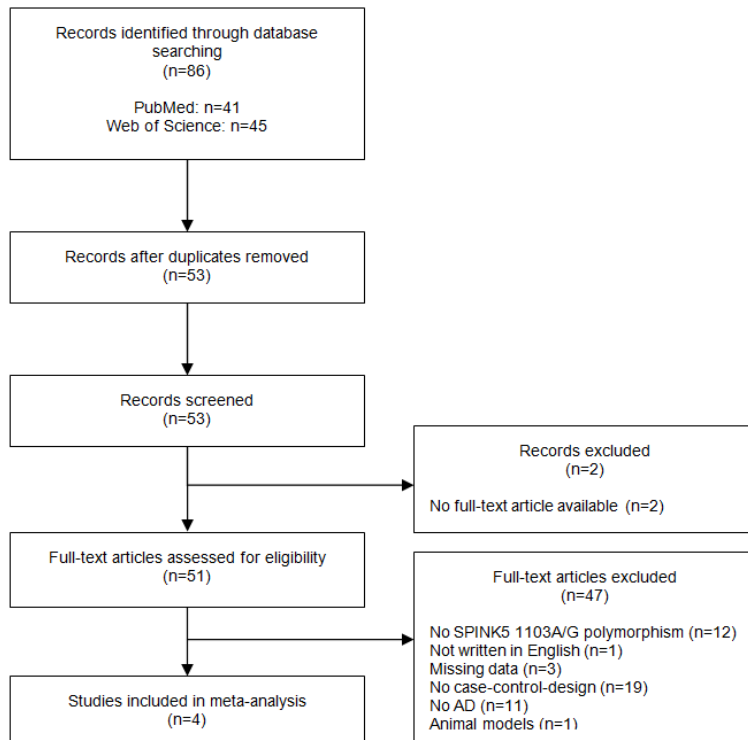 Records identified through database
searching
(n=86)
PubMed: n=41
Web of Science: n=45
Records after duplicates removed
(n=53)
Records screened
(n=53)
Records excluded
(n=2)
No full-text article available (n=2)
Full-text articles assessed for eligibility
(n=51)
Full-text articles excluded
(n=47)
No SPINK5 1103A/G polymorphism (n=12)
Not written in English (n=1)
Missing data (n=3)
No case-control-design (n=19)
No AD (n=11)
Animal models (n=1)
Studies included in meta-analysis
(n=4)